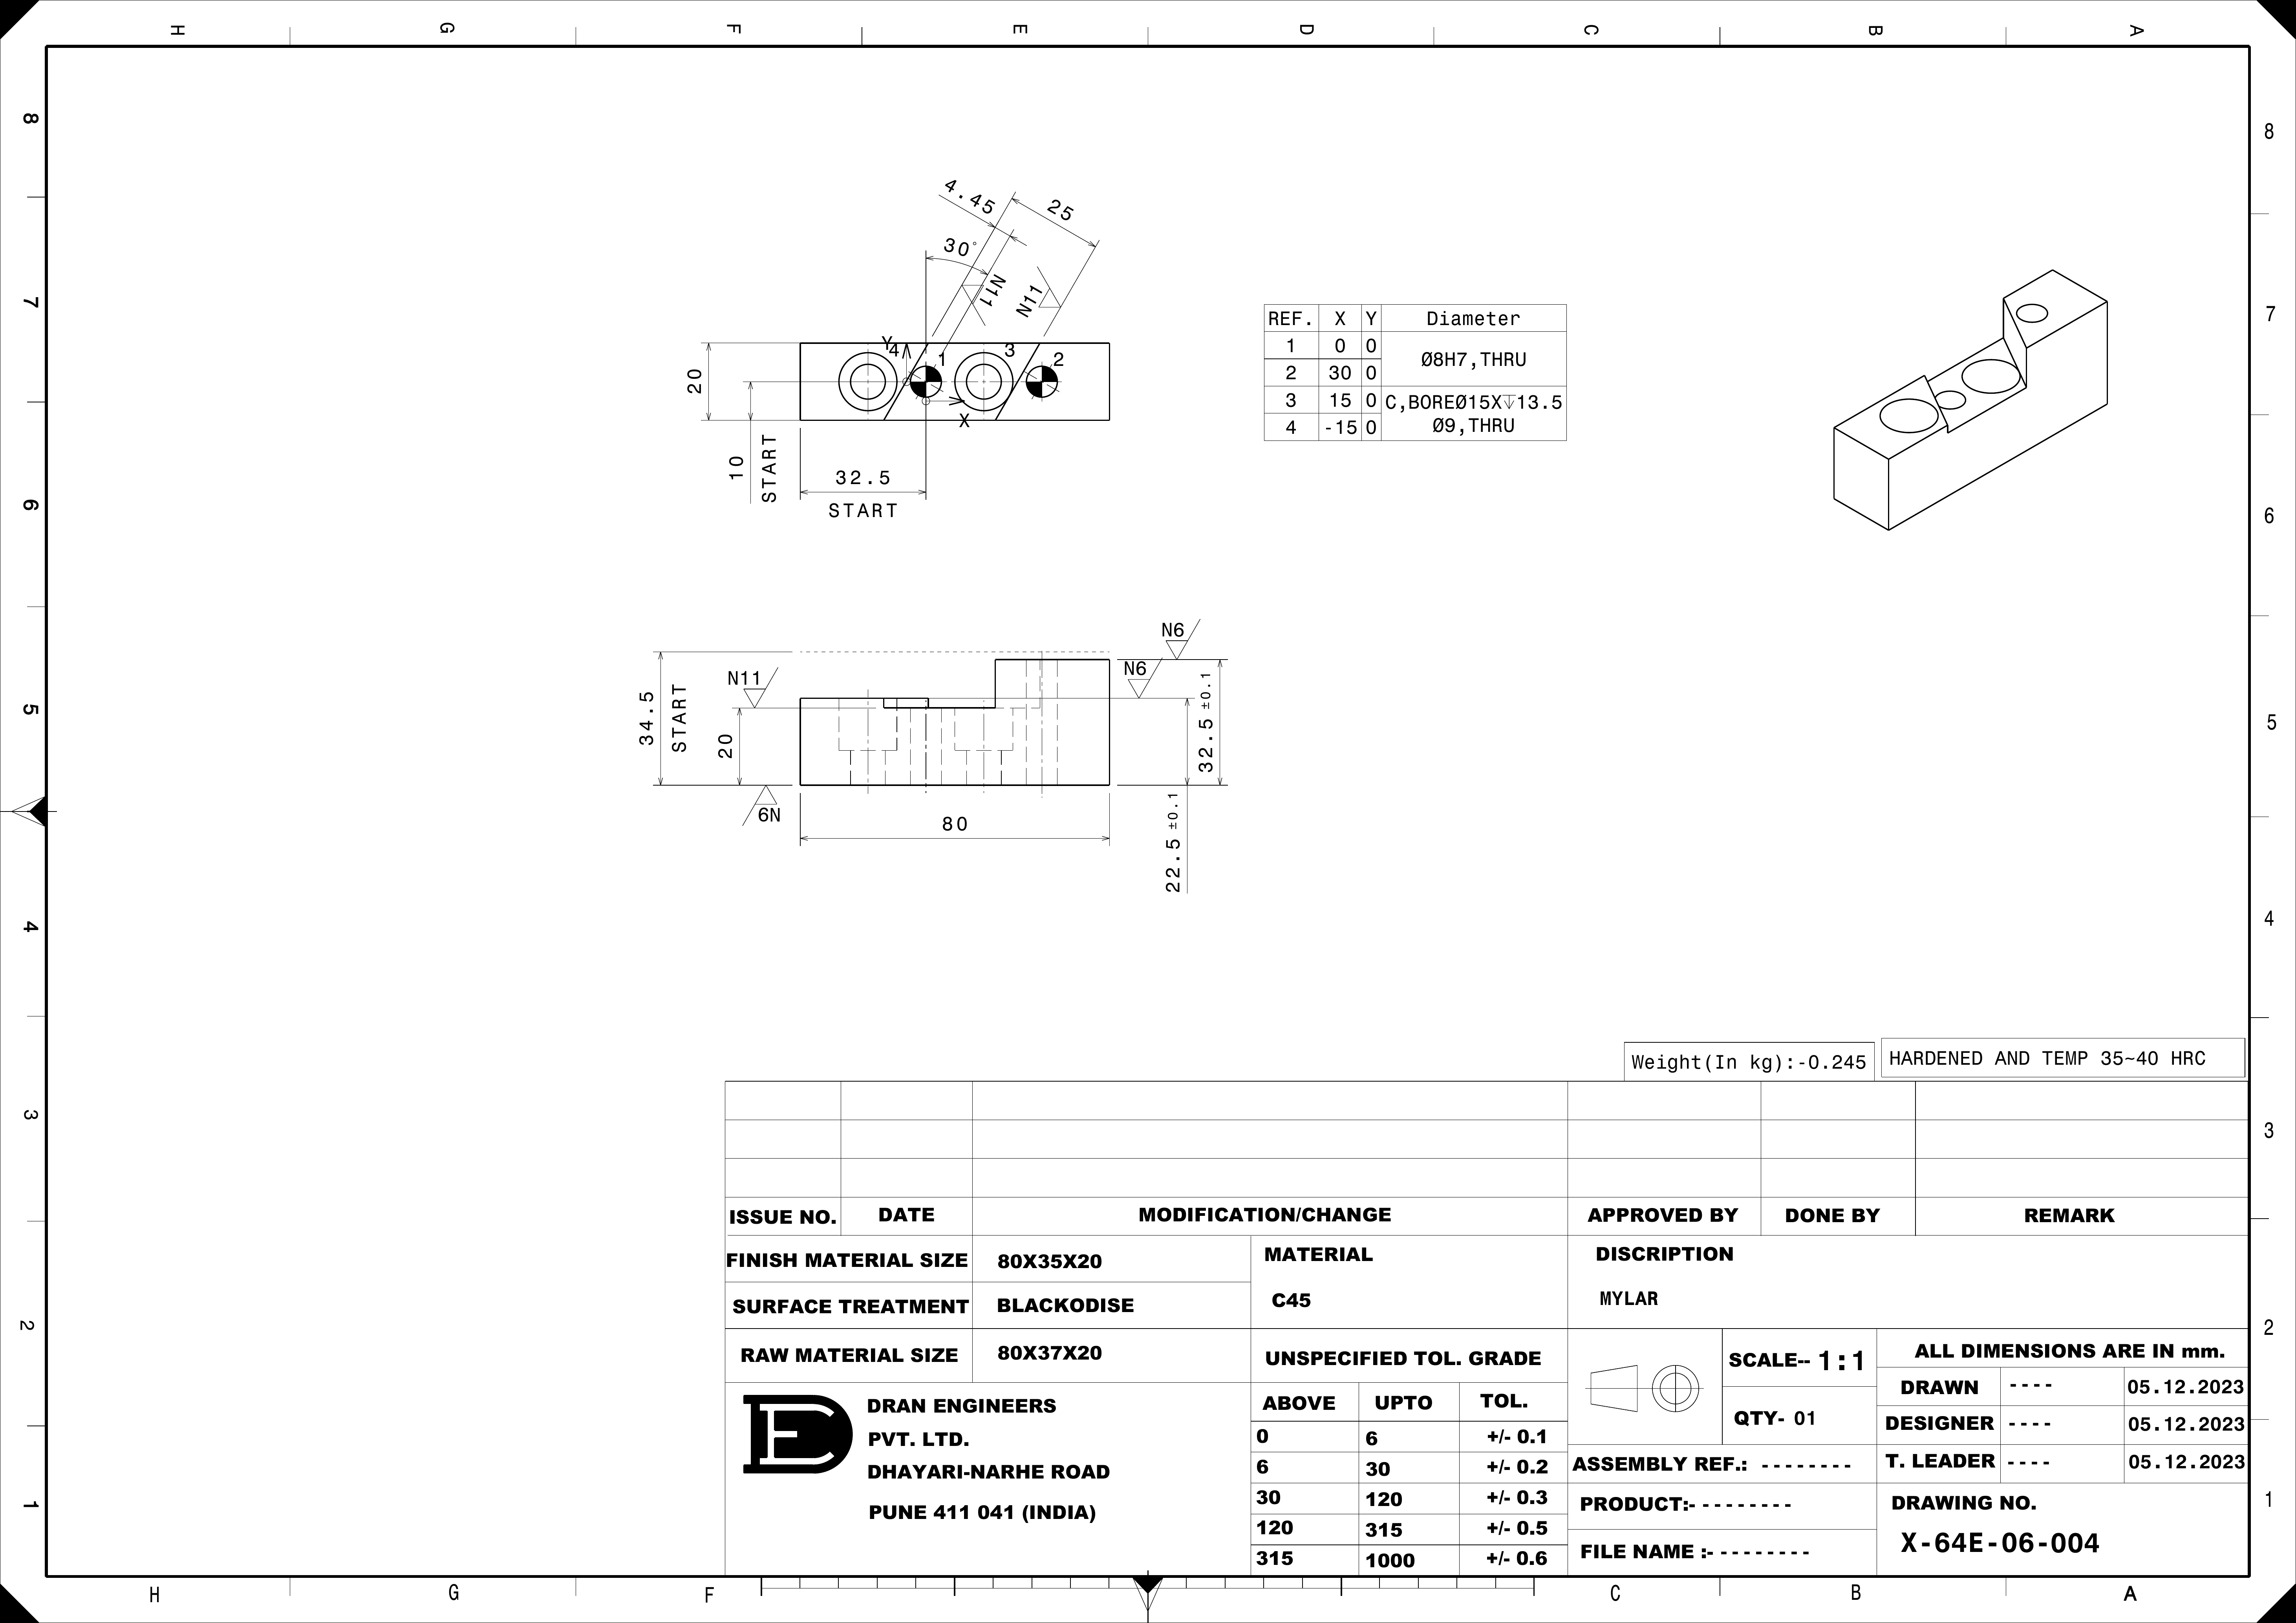 H G F E D C B A
8 8
7 7
6 6
5 5
4 4
3 3
2 2
1 1
4.45
25
30°
N11
N11
Y
4
1
3
2
X
20
10
START
32.5
START
REF. X Y Diameter
1 0 0 Ø8H7,THRU
2 30 0
3 15 0 C,BOREØ15X↧13.5
4 -15 0 Ø9,THRU
N6
N6
N11
34.5
START
20
6N
80
32.5 ±0.1
22.5 ±0.1
Weight(In kg):-0.245
HARDENED AND TEMP 35~40 HRC
ISSUE NO. DATE MODIFICATION/CHANGE APPROVED BY DONE BY REMARK
FINISH MATERIAL SIZE 80X35X20
MATERIAL
C45
DISCRIPTION
MYLAR
SURFACE TREATMENT BLACKODISE
RAW MATERIAL SIZE 80X37X20
UNSPECIFIED TOL. GRADE
ABOVE UPTO TOL.
0 6 +/- 0.1
6 30 +/- 0.2
30 120 +/- 0.3
120 315 +/- 0.5
315 1000 +/- 0.6
DRAN ENGINEERS
PVT. LTD.
DHAYARI-NARHE ROAD
PUNE 411 041 (INDIA)
SCALE-- 1:1
QTY- 01
ALL DIMENSIONS ARE IN mm.
DRAWN ---- 05.12.2023
DESIGNER ---- 05.12.2023
T. LEADER ---- 05.12.2023
ASSEMBLY REF.: --------
PRODUCT:- --------
FILE NAME :- --------
DRAWING NO.
X-64E-06-004
H G F C B A